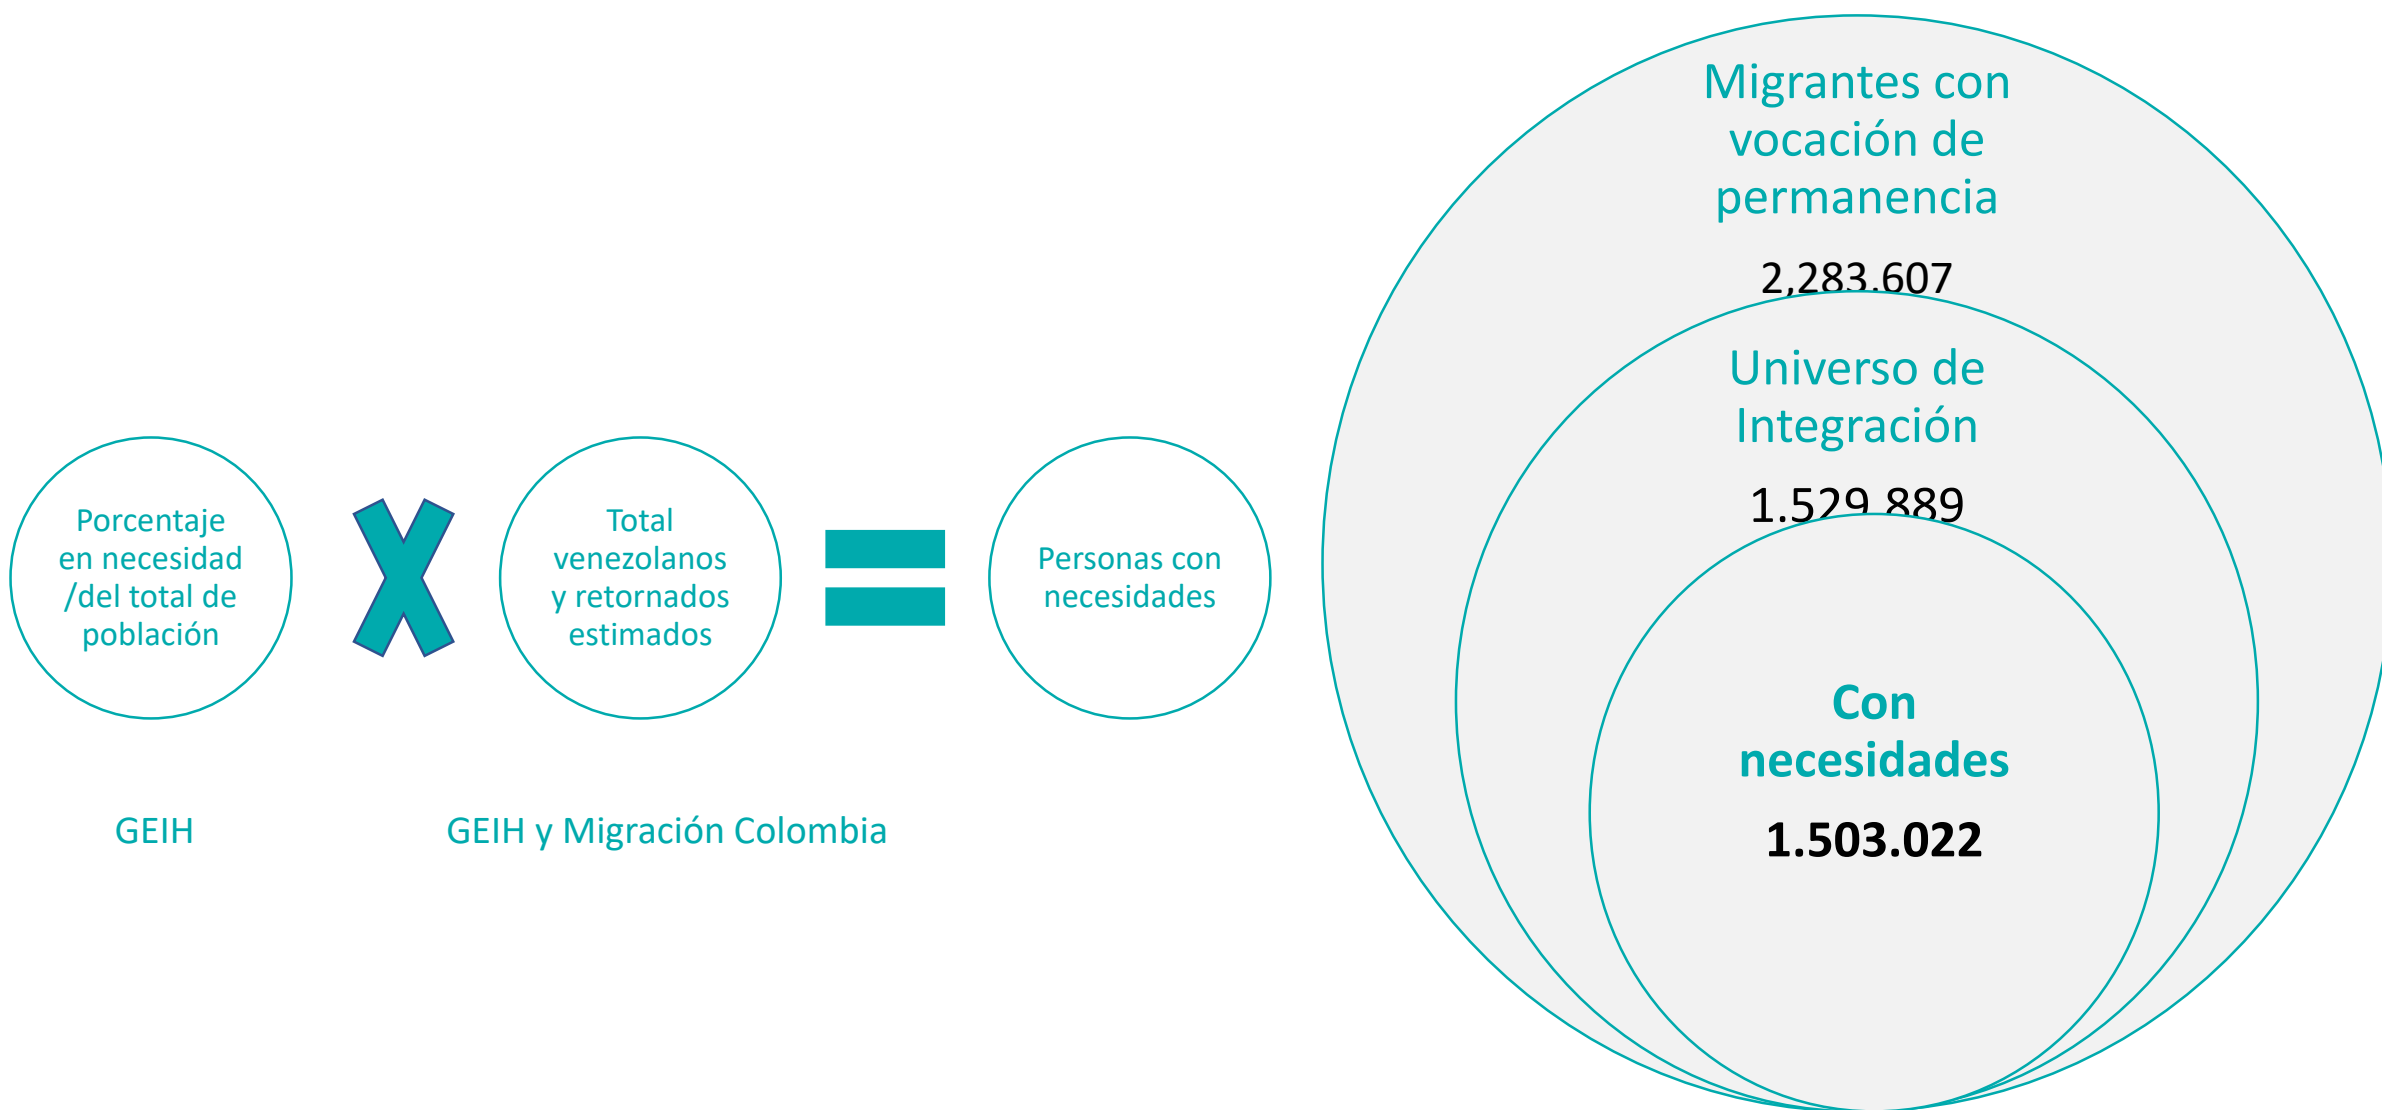 Porcentaje
en necesidad
/del total de
población
GEIH
Total
venezolanos
y retornados
estimados
GEIH y Migración Colombia
Personas con
necesidades
Migrantes con
vocación de
permanencia
2,283.607
Universo de
Integración
1.529.889
Con
necesidades
1.503.022